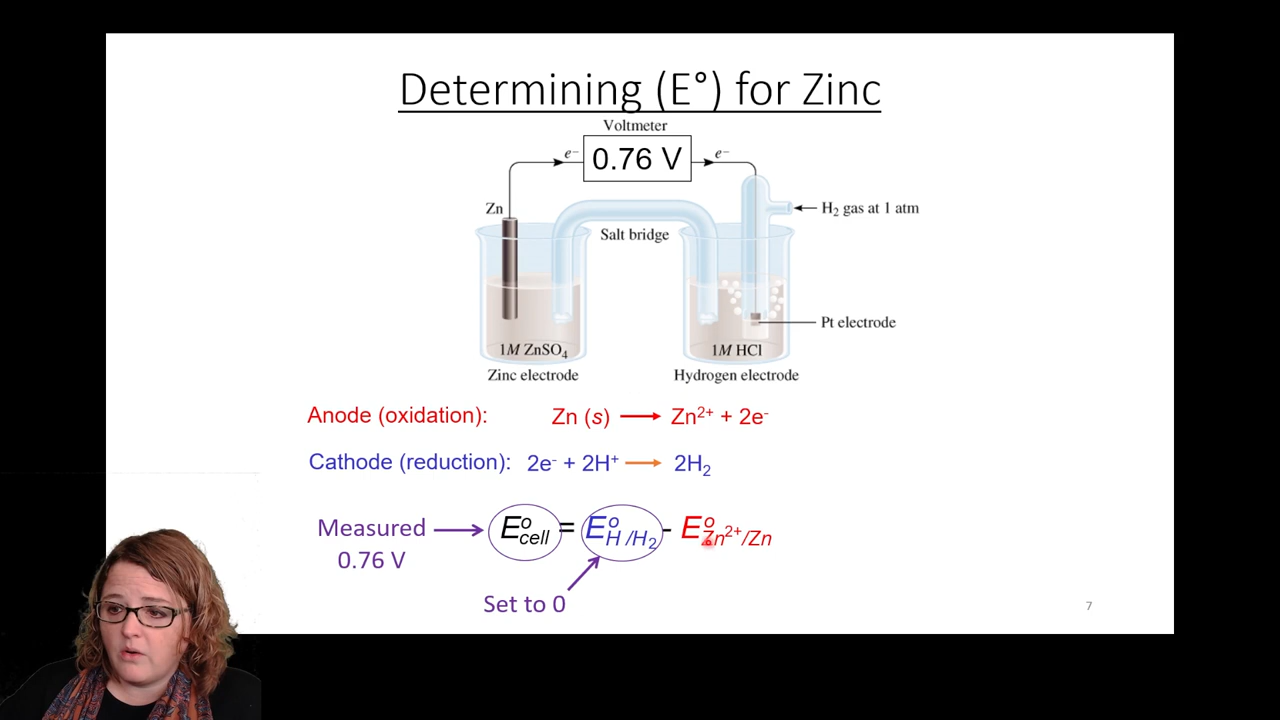 Determining (E°) for Zinc
Voltmeter
e⁻ 0.76 V e⁻
Zn
H₂ gas at 1 atm
Salt bridge
Pt electrode
1M ZnSO₄
1M HCl
Zinc electrode
Hydrogen electrode
Anode (oxidation): Zn (s) → Zn²⁺ + 2e⁻
Cathode (reduction): 2e⁻ + 2H⁺ → 2H₂
Measured
0.76 V
E°cell = E°H /H₂ - E°Zn²⁺/Zn
Set to 0
7